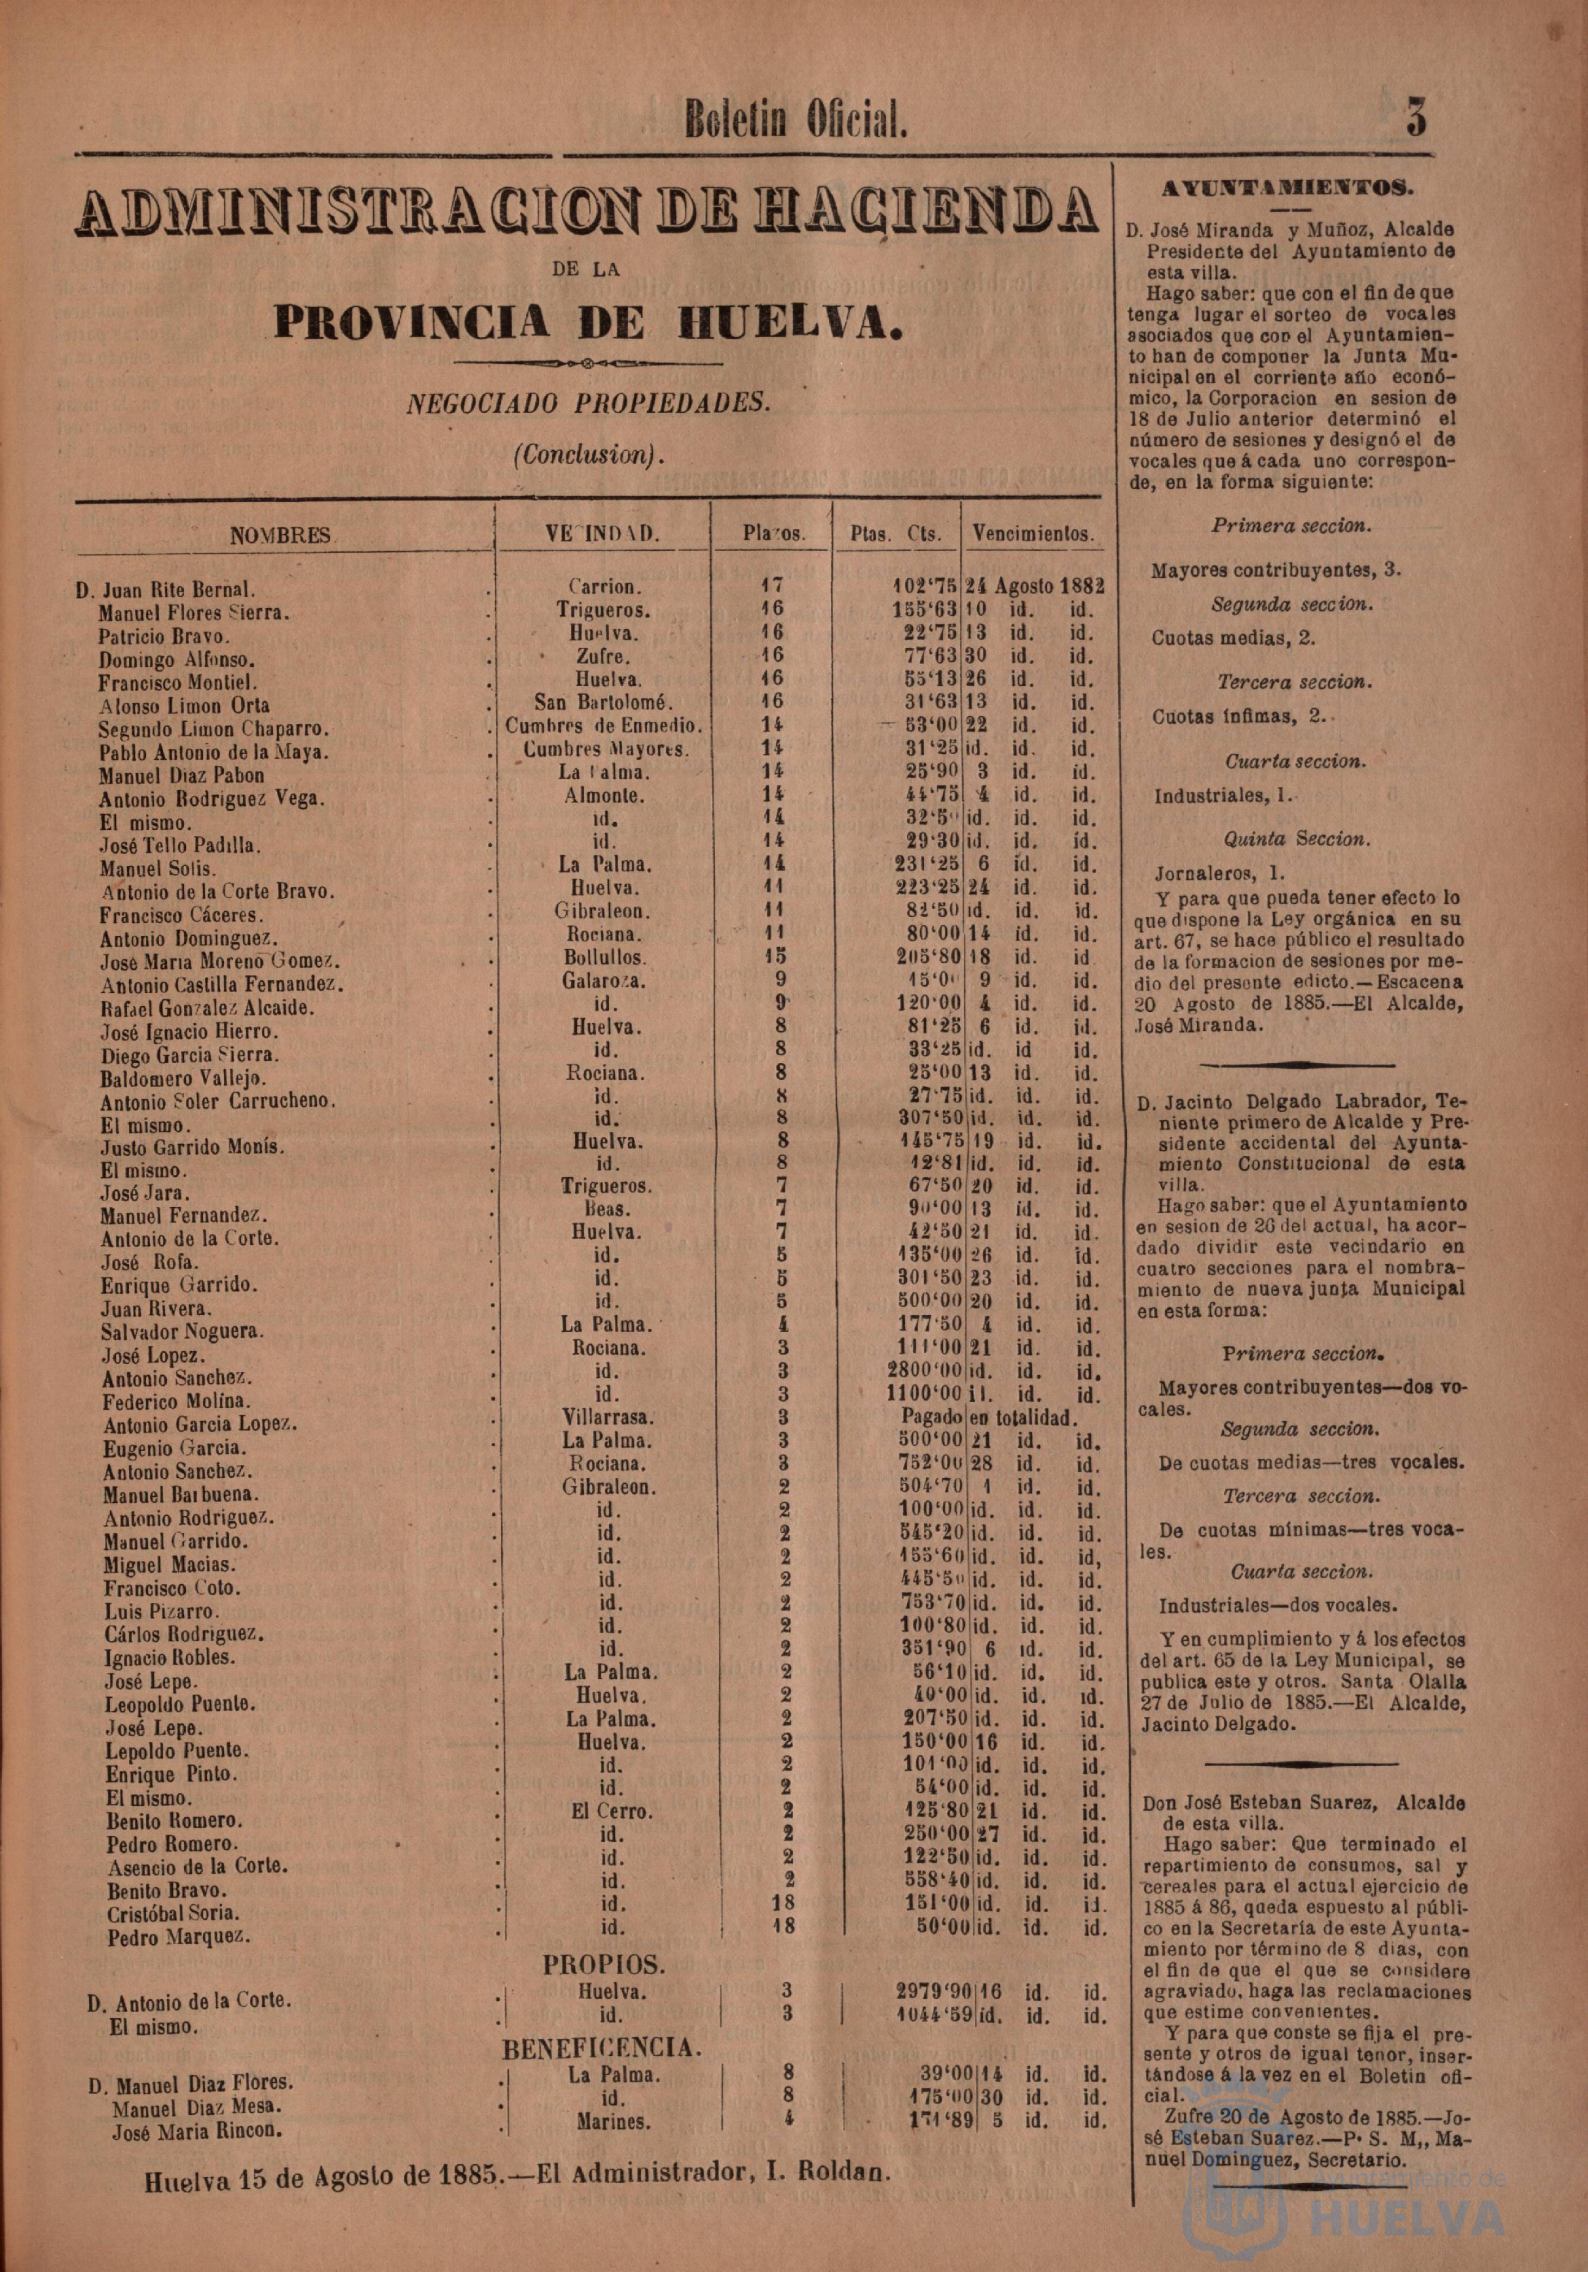 Boletin Oficial.
3
ADMINISTRACION DE HACIENDA
DE LA
PROVINCIA DE HUELVA.
NEGOCIADO PROPIEDADES.
(Conclusion).
NOMBRES VECINDAD. Plazos. Ptas. Cts. Vencimientos.
D. Juan Rite Bernal. Carrion. 17 102‘75 24 Agosto 1882
Manuel Flores Sierra. Trigueros. 16 155‘63 10 id. id.
Patricio Bravo. Huelva. 16 22‘75 13 id. id.
Domingo Alfonso. Zufre. 16 77‘63 30 id. id.
Francisco Montiel. Huelva. 16 55‘13 26 id. id.
Alonso Limon Orta San Bartolomé. 16 31‘63 13 id. id.
Segundo Limon Chaparro. Cumbres de Enmedio. 14 53‘00 22 id. id.
Pablo Antonio de la Maya. Cumbres Mayores. 14 31‘25 id. id. id.
Manuel Diaz Pabon La Palma. 14 25‘90 3 id. id.
Antonio Rodriguez Vega. Almonte. 14 44‘75 4 id. id.
El mismo. id. 14 32‘50 id. id. id.
José Tello Padilla. id. 14 29‘30 id. id. id.
Manuel Solis. La Palma. 14 231‘25 6 id. id.
Antonio de la Corte Bravo. Huelva. 11 223‘25 24 id. id.
Francisco Cáceres. Gibraleon. 11 82‘50 id. id. id.
Antonio Dominguez. Rociana. 11 80‘00 14 id. id.
José Maria Moreno Gomez. Bollullos. 15 205‘80 18 id. id.
Antonio Castilla Fernandez. Galaroza. 9 15‘00 9 id. id.
Rafael Gonzalez Alcaide. id. 9 120‘00 4 id. id.
José Ignacio Hierro. Huelva. 8 81‘25 6 id. id.
Diego Garcia Sierra. id. 8 33‘25 id. id id.
Baldomero Vallejo. Rociana. 8 25‘00 13 id. id.
Antonio Soler Carrucheno. id. 8 27‘75 id. id. id.
El mismo. id. 8 307‘50 id. id. id.
Justo Garrido Monís. Huelva. 8 145‘75 19 id. id.
El mismo. id. 8 12‘81 id. id. id.
José Jara. Trigueros. 7 67‘50 20 id. id.
Manuel Fernandez. Beas. 7 90‘00 13 id. id.
Antonio de la Corte. Huelva. 7 42‘50 21 id. id.
José Rofa. id. 5 135‘00 26 id. id.
Enrique Garrido. id. 5 301‘50 23 id. id.
Juan Rivera. id. 5 500‘00 20 id. id.
Salvador Noguera. La Palma. 4 177‘50 4 id. id.
José Lopez. Rociana. 3 111‘00 21 id. id.
Antonio Sanchez. id. 3 2800‘00 id. id. id.
Federico Molina. id. 3 1100‘00 il. id. id.
Antonio Garcia Lopez. Villarrasa. 3 Pagado en totalidad.
Eugenio Garcia. La Palma. 3 500‘00 21 id. id.
Antonio Sanchez. Rociana. 3 752‘00 28 id. id.
Manuel Barbuena. Gibraleon. 2 504‘70 1 id. id.
Antonio Rodriguez. id. 2 100‘00 id. id. id.
Manuel Garrido. id. 2 545‘20 id. id. id.
Miguel Macias. id. 2 155‘60 id. id. id,
Francisco Coto. id. 2 445‘50 id. id. id.
Luis Pizarro. id. 2 753‘70 id. id. id.
Cárlos Rodriguez. id. 2 100‘80 id. id. id.
Ignacio Robles. id. 2 351‘90 6 id. id.
José Lepe. La Palma. 2 56‘10 id. id. id.
Leopoldo Puente. Huelva. 2 40‘00 id. id. id.
José Lepe. La Palma. 2 207‘50 id. id. id.
Lepoldo Puente. Huelva. 2 150‘00 16 id. id.
Enrique Pinto. id. 2 101‘00 id. id. id.
El mismo. id. 2 54‘00 id. id. id.
Benito Romero. El Cerro. 2 125‘80 21 id. id.
Pedro Romero. id. 2 250‘00 27 id. id.
Asencio de la Corte. id. 2 122‘50 id. id. id.
Benito Bravo. id. 2 558‘40 id. id. id.
Cristóbal Soria. id. 18 151‘00 id. id. id.
Pedro Marquez. id. 18 50‘00 id. id. id.
PROPIOS.
D. Antonio de la Corte. Huelva. 3 2979‘90 16 id. id.
El mismo. id. 3 1044‘59 id. id. id.
BENEFICENCIA.
D. Manuel Diaz Flores. La Palma. 8 39‘00 14 id. id.
Manuel Diaz Mesa. id. 8 175‘00 30 id. id.
José Maria Rincon. Marines. 4 171‘89 5 id. id.
Huelva 15 de Agosto de 1885.—El Administrador, I. Roldan.
AYUNTAMIENTOS.
D. José Miranda y Muñoz, Alcalde
Presidente del Ayuntamiento de
esta villa.
Hago saber: que con el fin de que
tenga lugar el sorteo de vocales
asociados que con el Ayuntamien-
to han de componer la Junta Mu-
nicipal en el corriente año econó-
mico, la Corporacion en sesion de
18 de Julio anterior determinó el
número de sesiones y designó el de
vocales que á cada uno correspon-
de, en la forma siguiente:
Primera seccion.
Mayores contribuyentes, 3.
Segunda seccion.
Cuotas medias, 2.
Tercera seccion.
Cuotas ínfimas, 2.
Cuarta seccion.
Industriales, 1.
Quinta Seccion.
Jornaleros, 1.
Y para que pueda tener efecto lo
que dispone la Ley orgánica en su
art. 67, se hace público el resultado
de la formacion de sesiones por me-
dio del presente edicto.—Escacena
20 Agosto de 1885.—El Alcalde,
José Miranda.
D. Jacinto Delgado Labrador, Te-
niente primero de Alcalde y Pre-
sidente accidental del Ayunta-
miento Constitucional de esta
villa.
Hago saber: que el Ayuntamiento
en sesion de 26 del actual, ha acor-
dado dividir este vecindario en
cuatro secciones para el nombra-
miento de nueva junta Municipal
en esta forma:
Primera seccion.
Mayores contribuyentes—dos vo-
cales.
Segunda seccion.
De cuotas medias—tres vocales.
Tercera seccion.
De cuotas mínimas—tres voca-
les.
Cuarta seccion.
Industriales—dos vocales.
Y en cumplimiento y á los efectos
del art. 65 de la Ley Municipal, se
publica este y otros. Santa Olalla
27 de Julio de 1885.—El Alcalde,
Jacinto Delgado.
Don José Esteban Suarez, Alcalde
de esta villa.
Hago saber: Que terminado el
repartimiento de consumos, sal y
cereales para el actual ejercicio de
1885 á 86, queda espuesto al públi-
co en la Secretaría de este Ayunta-
miento por término de 8 dias, con
el fin de que el que se considere
agraviado, haga las reclamaciones
que estime convenientes.
Y para que conste se fija el pre-
sente y otros de igual tenor, inser-
tándose á la vez en el Boletin ofi-
cial.
Zufre 20 de Agosto de 1885.—Jo-
sé Esteban Suarez.—P. S. M,, Ma-
nuel Dominguez, Secretario.
Ayuntamiento de
HUELVA